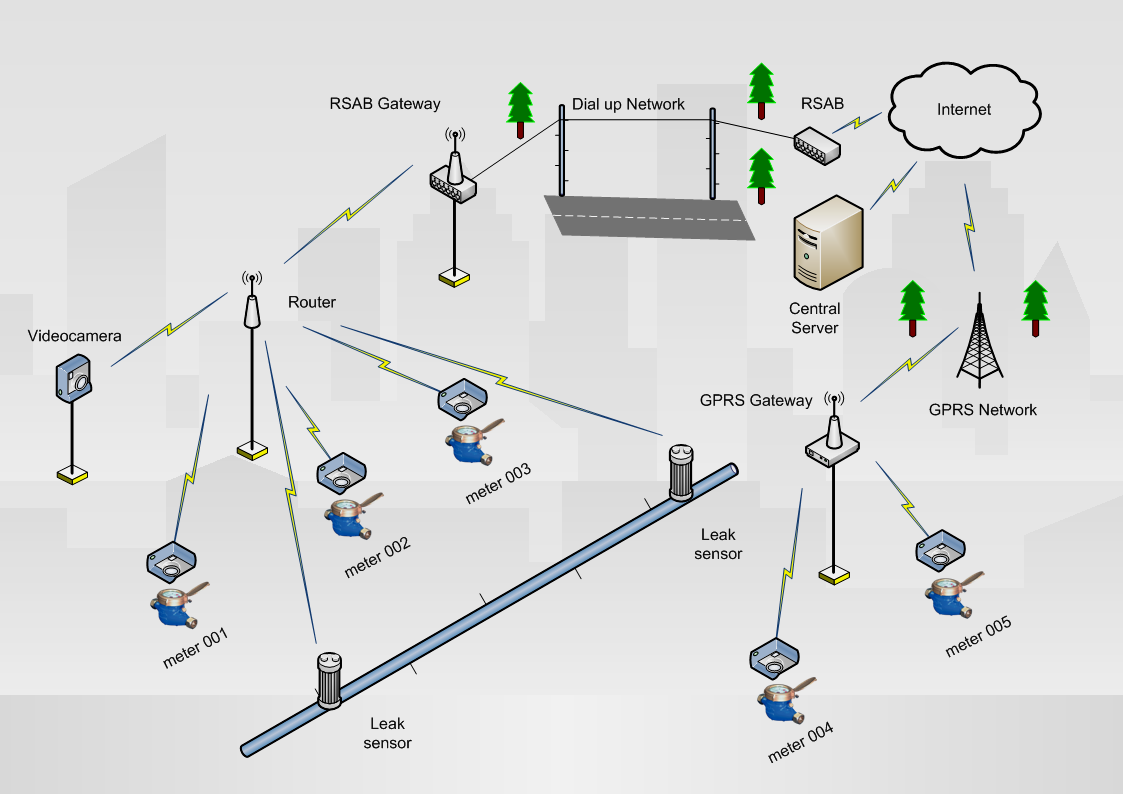 RSAB Gateway
Dial up Network
RSAB
Internet
Central
Server
Router
Videocamera
GPRS Gateway
GPRS Network
meter 003
meter 002
meter 001
Leak
sensor
meter 005
meter 004
Leak
sensor